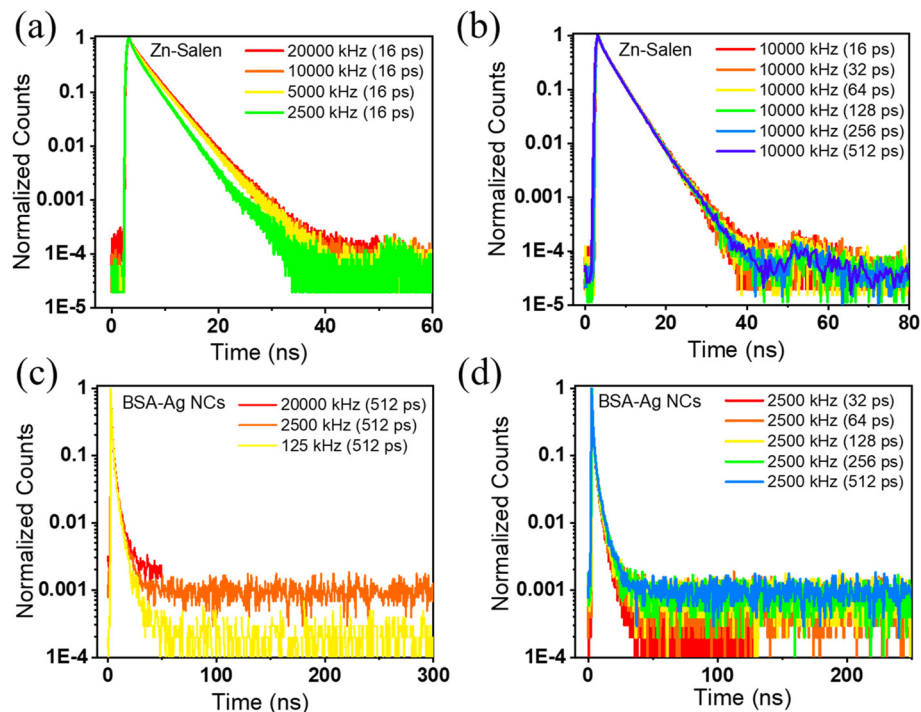 (a)
Zn-Salen
20000 kHz (16 ps)
10000 kHz (16 ps)
5000 kHz (16 ps)
2500 kHz (16 ps)
Normalized Counts
1
0.1
0.01
0.001
1E-4
1E-5
0 20 40 60
Time (ns)
(b)
Zn-Salen
10000 kHz (16 ps)
10000 kHz (32 ps)
10000 kHz (64 ps)
10000 kHz (128 ps)
10000 kHz (256 ps)
10000 kHz (512 ps)
Normalized Counts
1
0.1
0.01
0.001
1E-4
1E-5
0 20 40 60 80
Time (ns)
(c)
BSA-Ag NCs
20000 kHz (512 ps)
2500 kHz (512 ps)
125 kHz (512 ps)
Normalized Counts
1
0.1
0.01
0.001
1E-4
0 100 200 300
Time (ns)
(d)
BSA-Ag NCs
2500 kHz (32 ps)
2500 kHz (64 ps)
2500 kHz (128 ps)
2500 kHz (256 ps)
2500 kHz (512 ps)
Normalized Counts
1
0.1
0.01
0.001
1E-4
0 100 200
Time (ns)